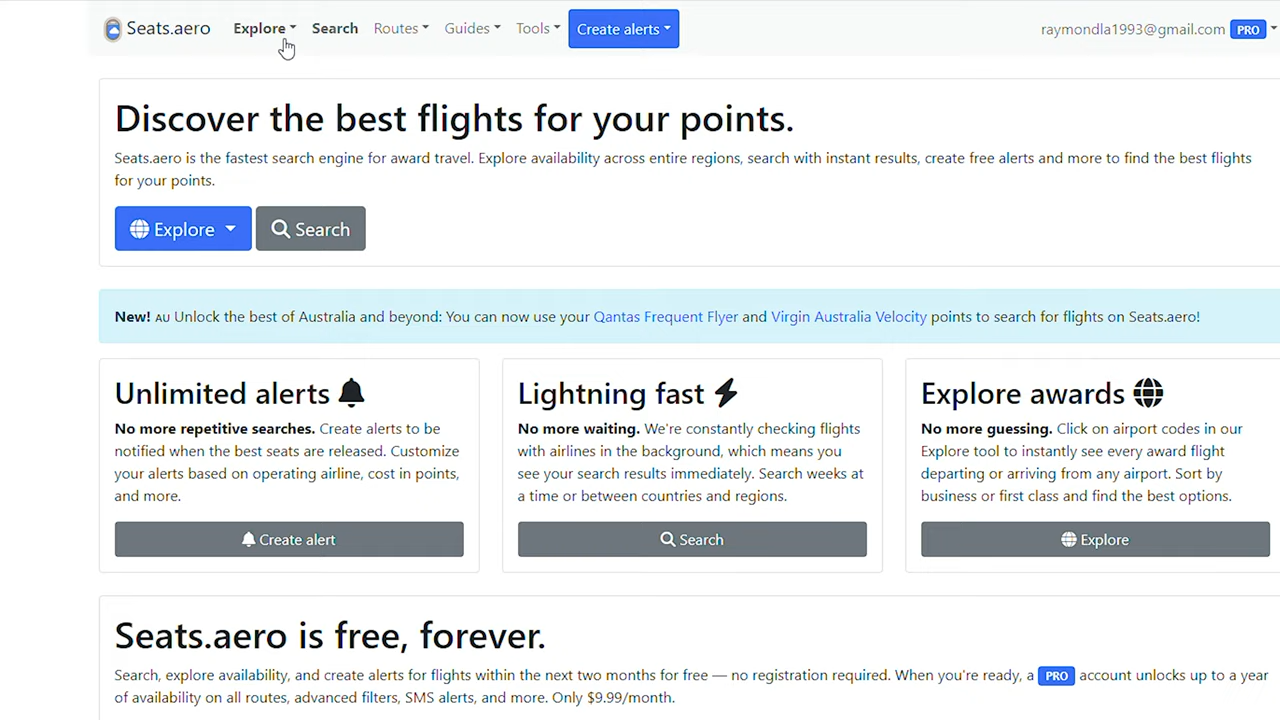 Seats.aero Explore Search Routes Guides Tools Create alerts raymondla1993@gmail.com PRO
Discover the best flights for your points.
Seats.aero is the fastest search engine for award travel. Explore availability across entire regions, search with instant results, create free alerts and more to find the best flights
for your points.
Explore Search
New! AU Unlock the best of Australia and beyond: You can now use your Qantas Frequent Flyer and Virgin Australia Velocity points to search for flights on Seats.aero!
Unlimited alerts
No more repetitive searches. Create alerts to be
notified when the best seats are released. Customize
your alerts based on operating airline, cost in points,
and more.
Create alert
Lightning fast
No more waiting. We're constantly checking flights
with airlines in the background, which means you
see your search results immediately. Search weeks at
a time or between countries and regions.
Search
Explore awards
No more guessing. Click on airport codes in our
Explore tool to instantly see every award flight
departing or arriving from any airport. Sort by
business or first class and find the best options.
Explore
Seats.aero is free, forever.
Search, explore availability, and create alerts for flights within the next two months for free — no registration required. When you're ready, a PRO account unlocks up to a year
of availability on all routes, advanced filters, SMS alerts, and more. Only $9.99/month.